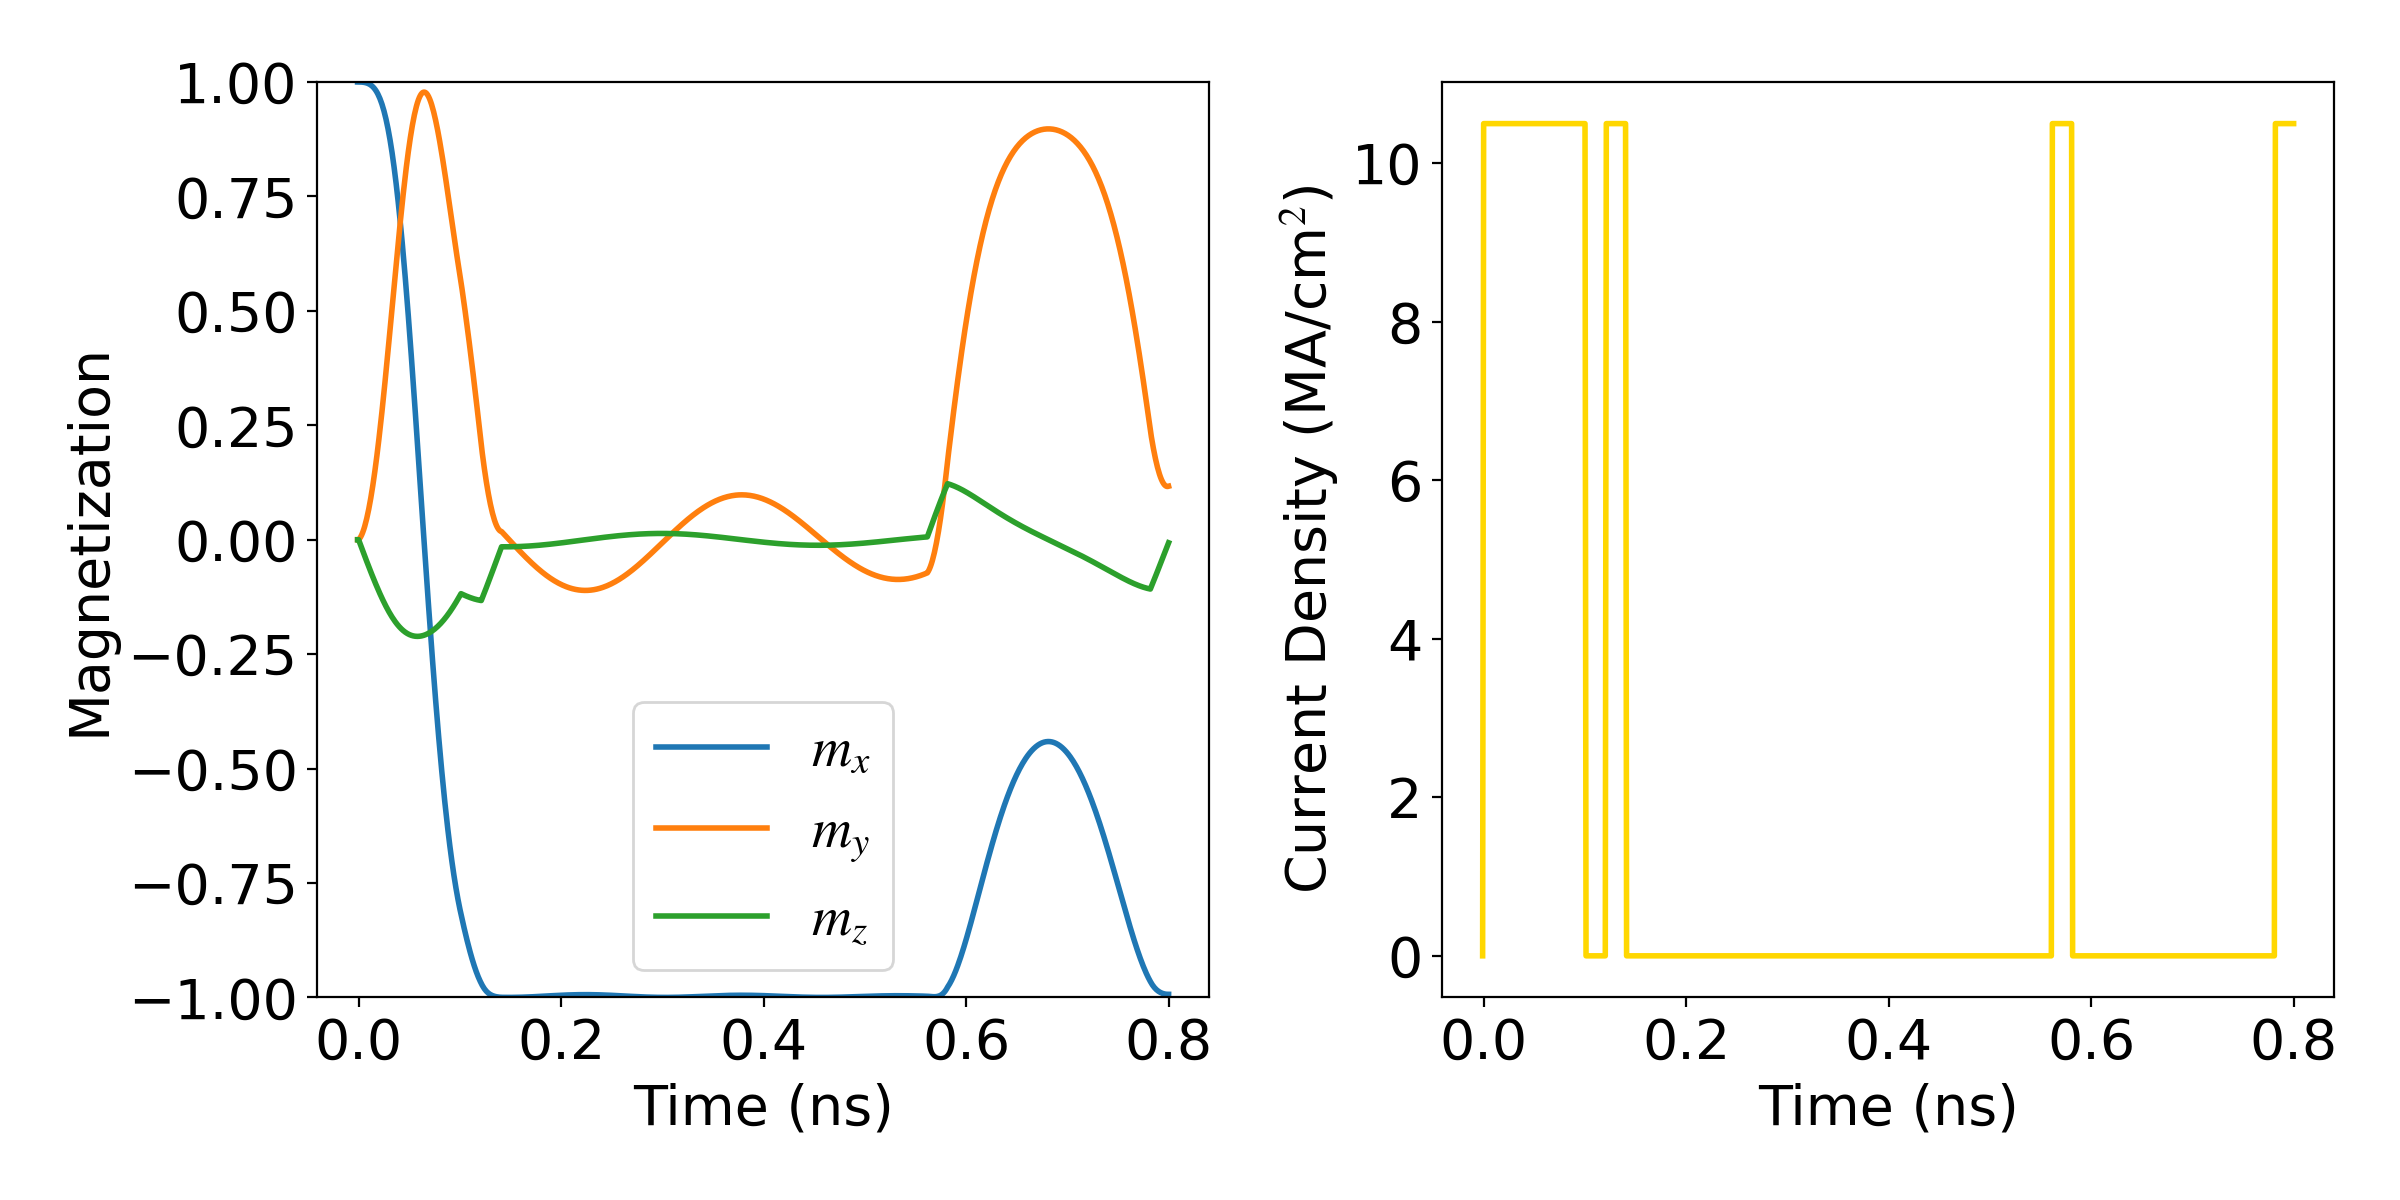 Magnetization
1.00
0.75
0.50
0.25
0.00
−0.25
−0.50
−0.75
−1.00
0.0 0.2 0.4 0.6 0.8
Time (ns)
m_x
m_y
m_z
Current Density (MA/cm²)
10
8
6
4
2
0
0.0 0.2 0.4 0.6 0.8
Time (ns)